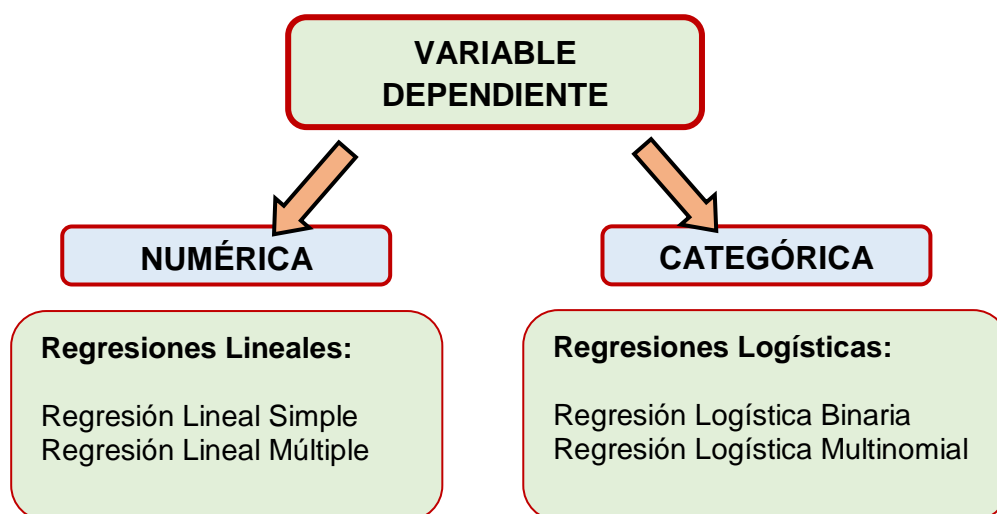 VARIABLE
DEPENDIENTE
NUMÉRICA
CATEGÓRICA
Regresiones Lineales:
Regresión Lineal Simple
Regresión Lineal Múltiple
Regresiones Logísticas:
Regresión Logística Binaria
Regresión Logística Multinomial